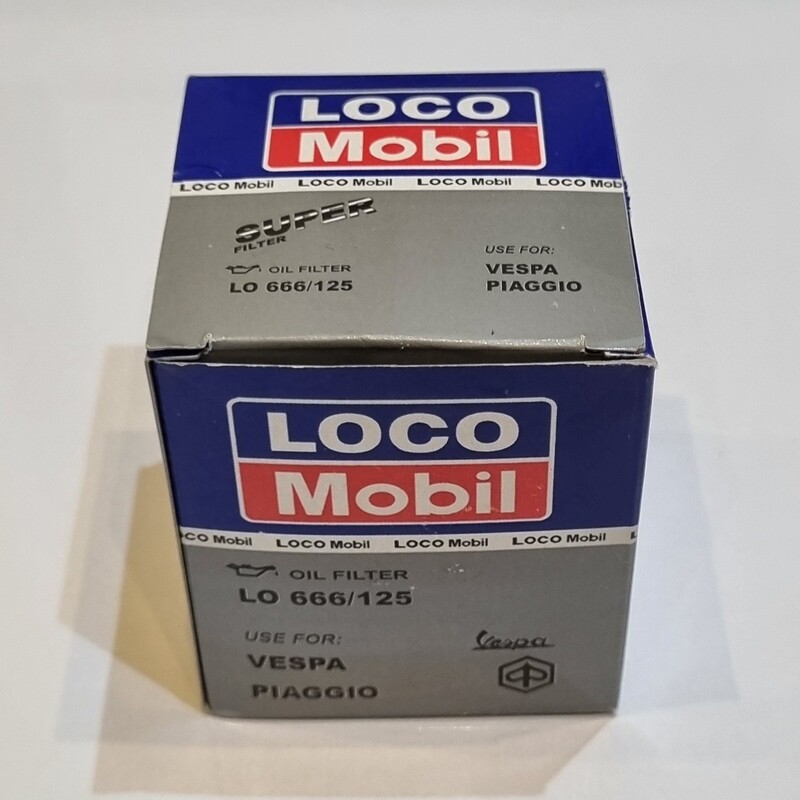 LOCO
Mobil
LOCO Mobil LOCO Mobil LOCO Mobil LOCO Mob
SUPER
FILTER
USE FOR:
OIL FILTER
VESPA
LO 666/125
PIAGGIO
LOCO
Mobil
OCO Mobil LOCO Mobil LOCO Mobil LOCO Mobil L
OIL FILTER
LO 666/125
USE FOR:
Vespa
VESPA
PIAGGIO